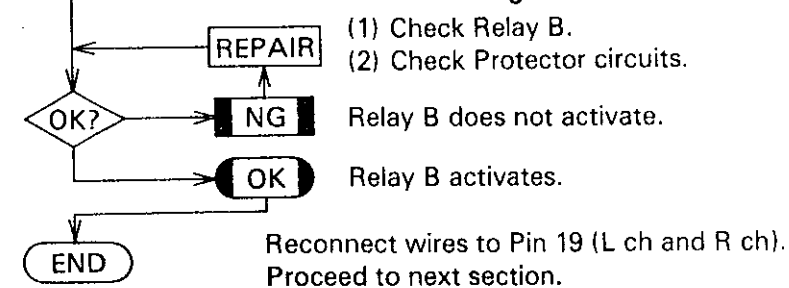 (1) Check Relay B.
REPAIR
(2) Check Protector circuits.
OK? NG Relay B does not activate.
OK Relay B activates.
END
Reconnect wires to Pin 19 (L ch and R ch).
Proceed to next section.